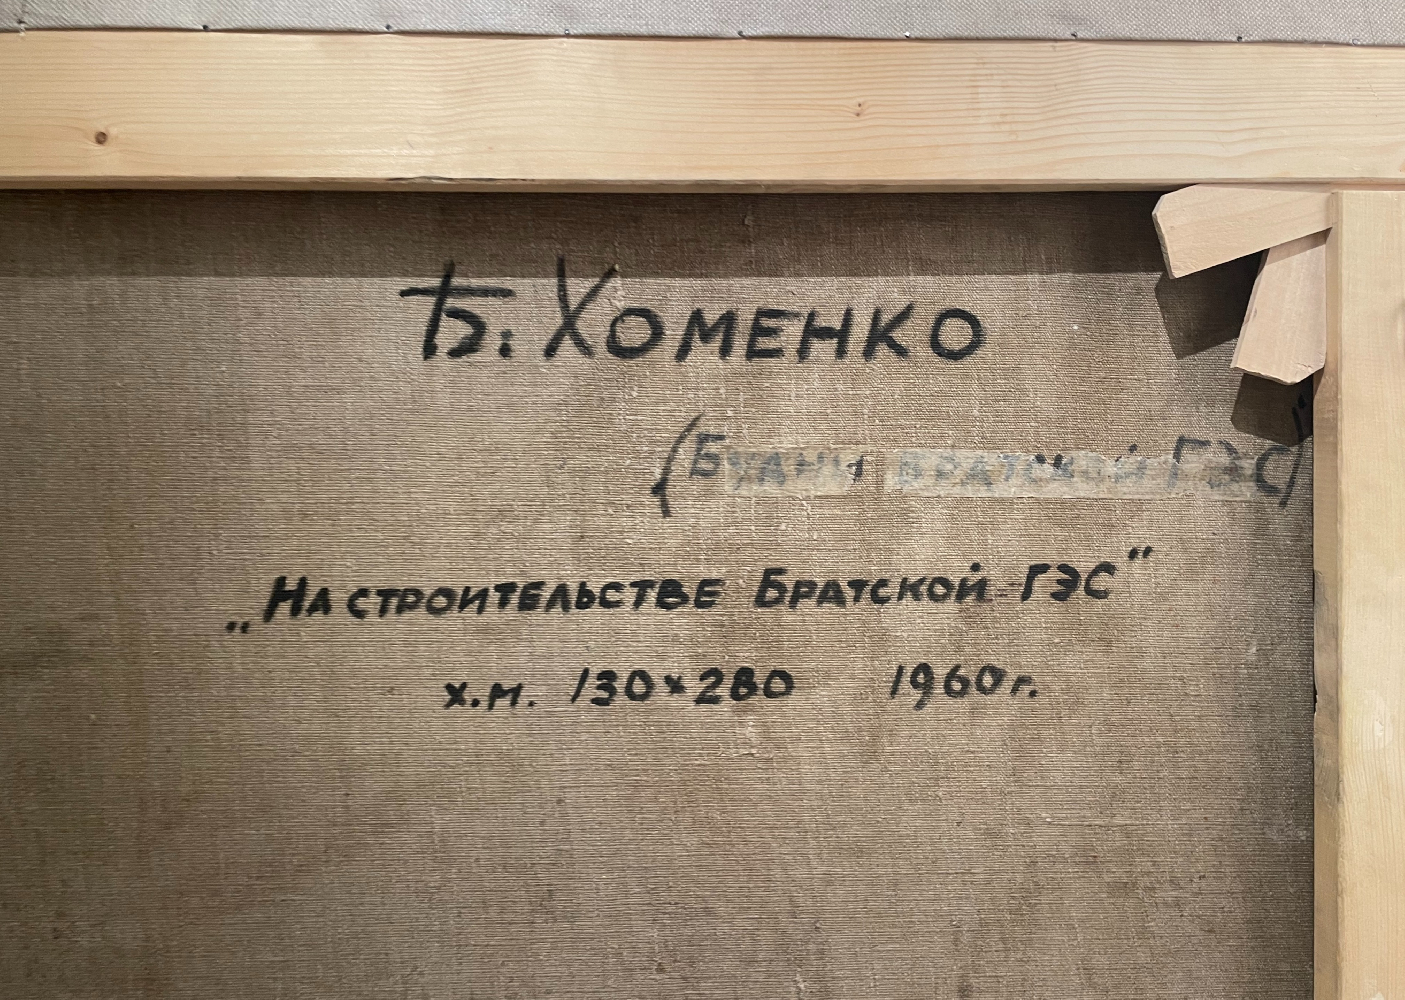 Б. Хоменко
(Будни Братской ГЭС)"
„На строительстве Братской ГЭС"
х.м. 130×280 1960 г.